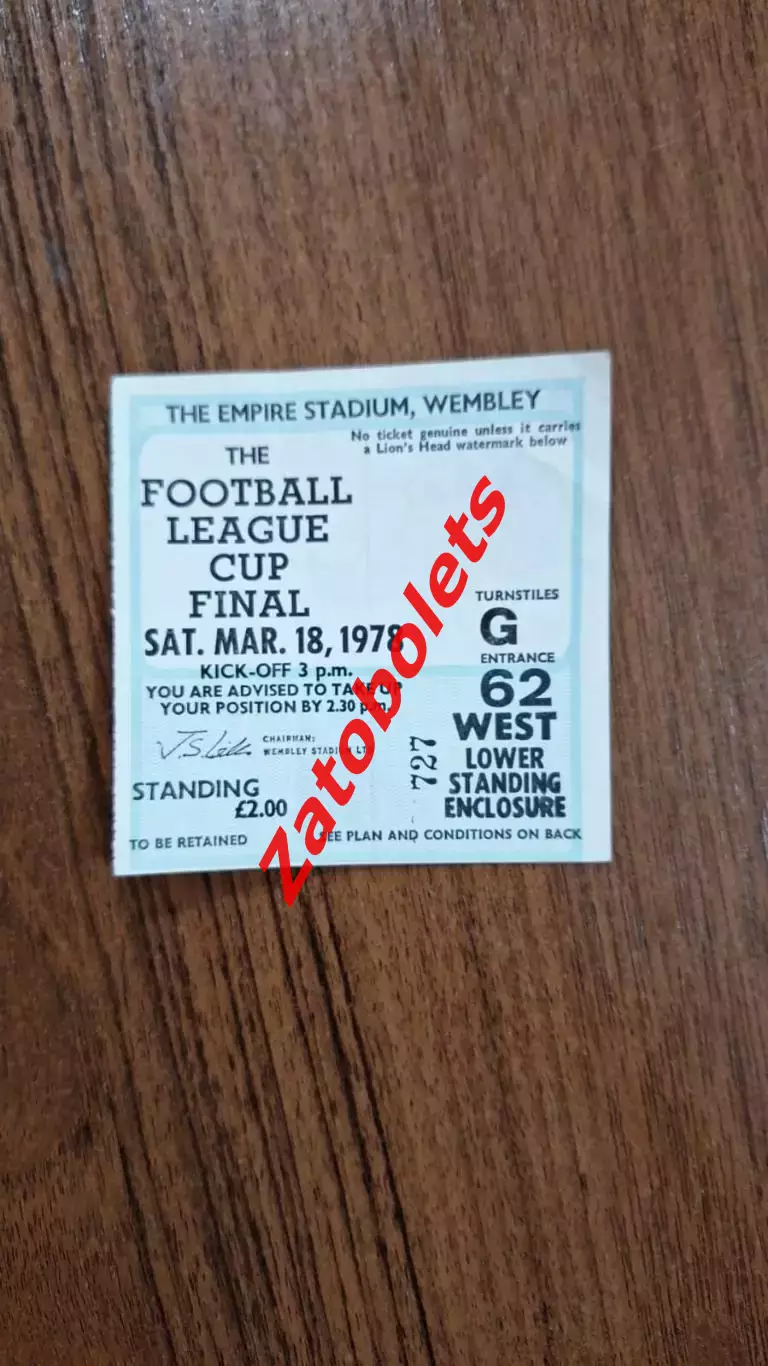 THE EMPIRE STADIUM, WEMBLEY
No ticket genuine unless it carries
a Lion's Head watermark below
THE
FOOTBALL
LEAGUE
CUP
FINAL
SAT. MAR. 18, 1978
KICK-OFF 3 p.m.
YOU ARE ADVISED TO TAKE UP
YOUR POSITION BY 2.30 p.m.
CHAIRMAN:
WEMBLEY STADIUM LTD
STANDING
£2.00
TO BE RETAINED
TURNSTILES
G
ENTRANCE
62
WEST
LOWER
STANDING
ENCLOSURE
727
SEE PLAN AND CONDITIONS ON BACK
Zatobolets